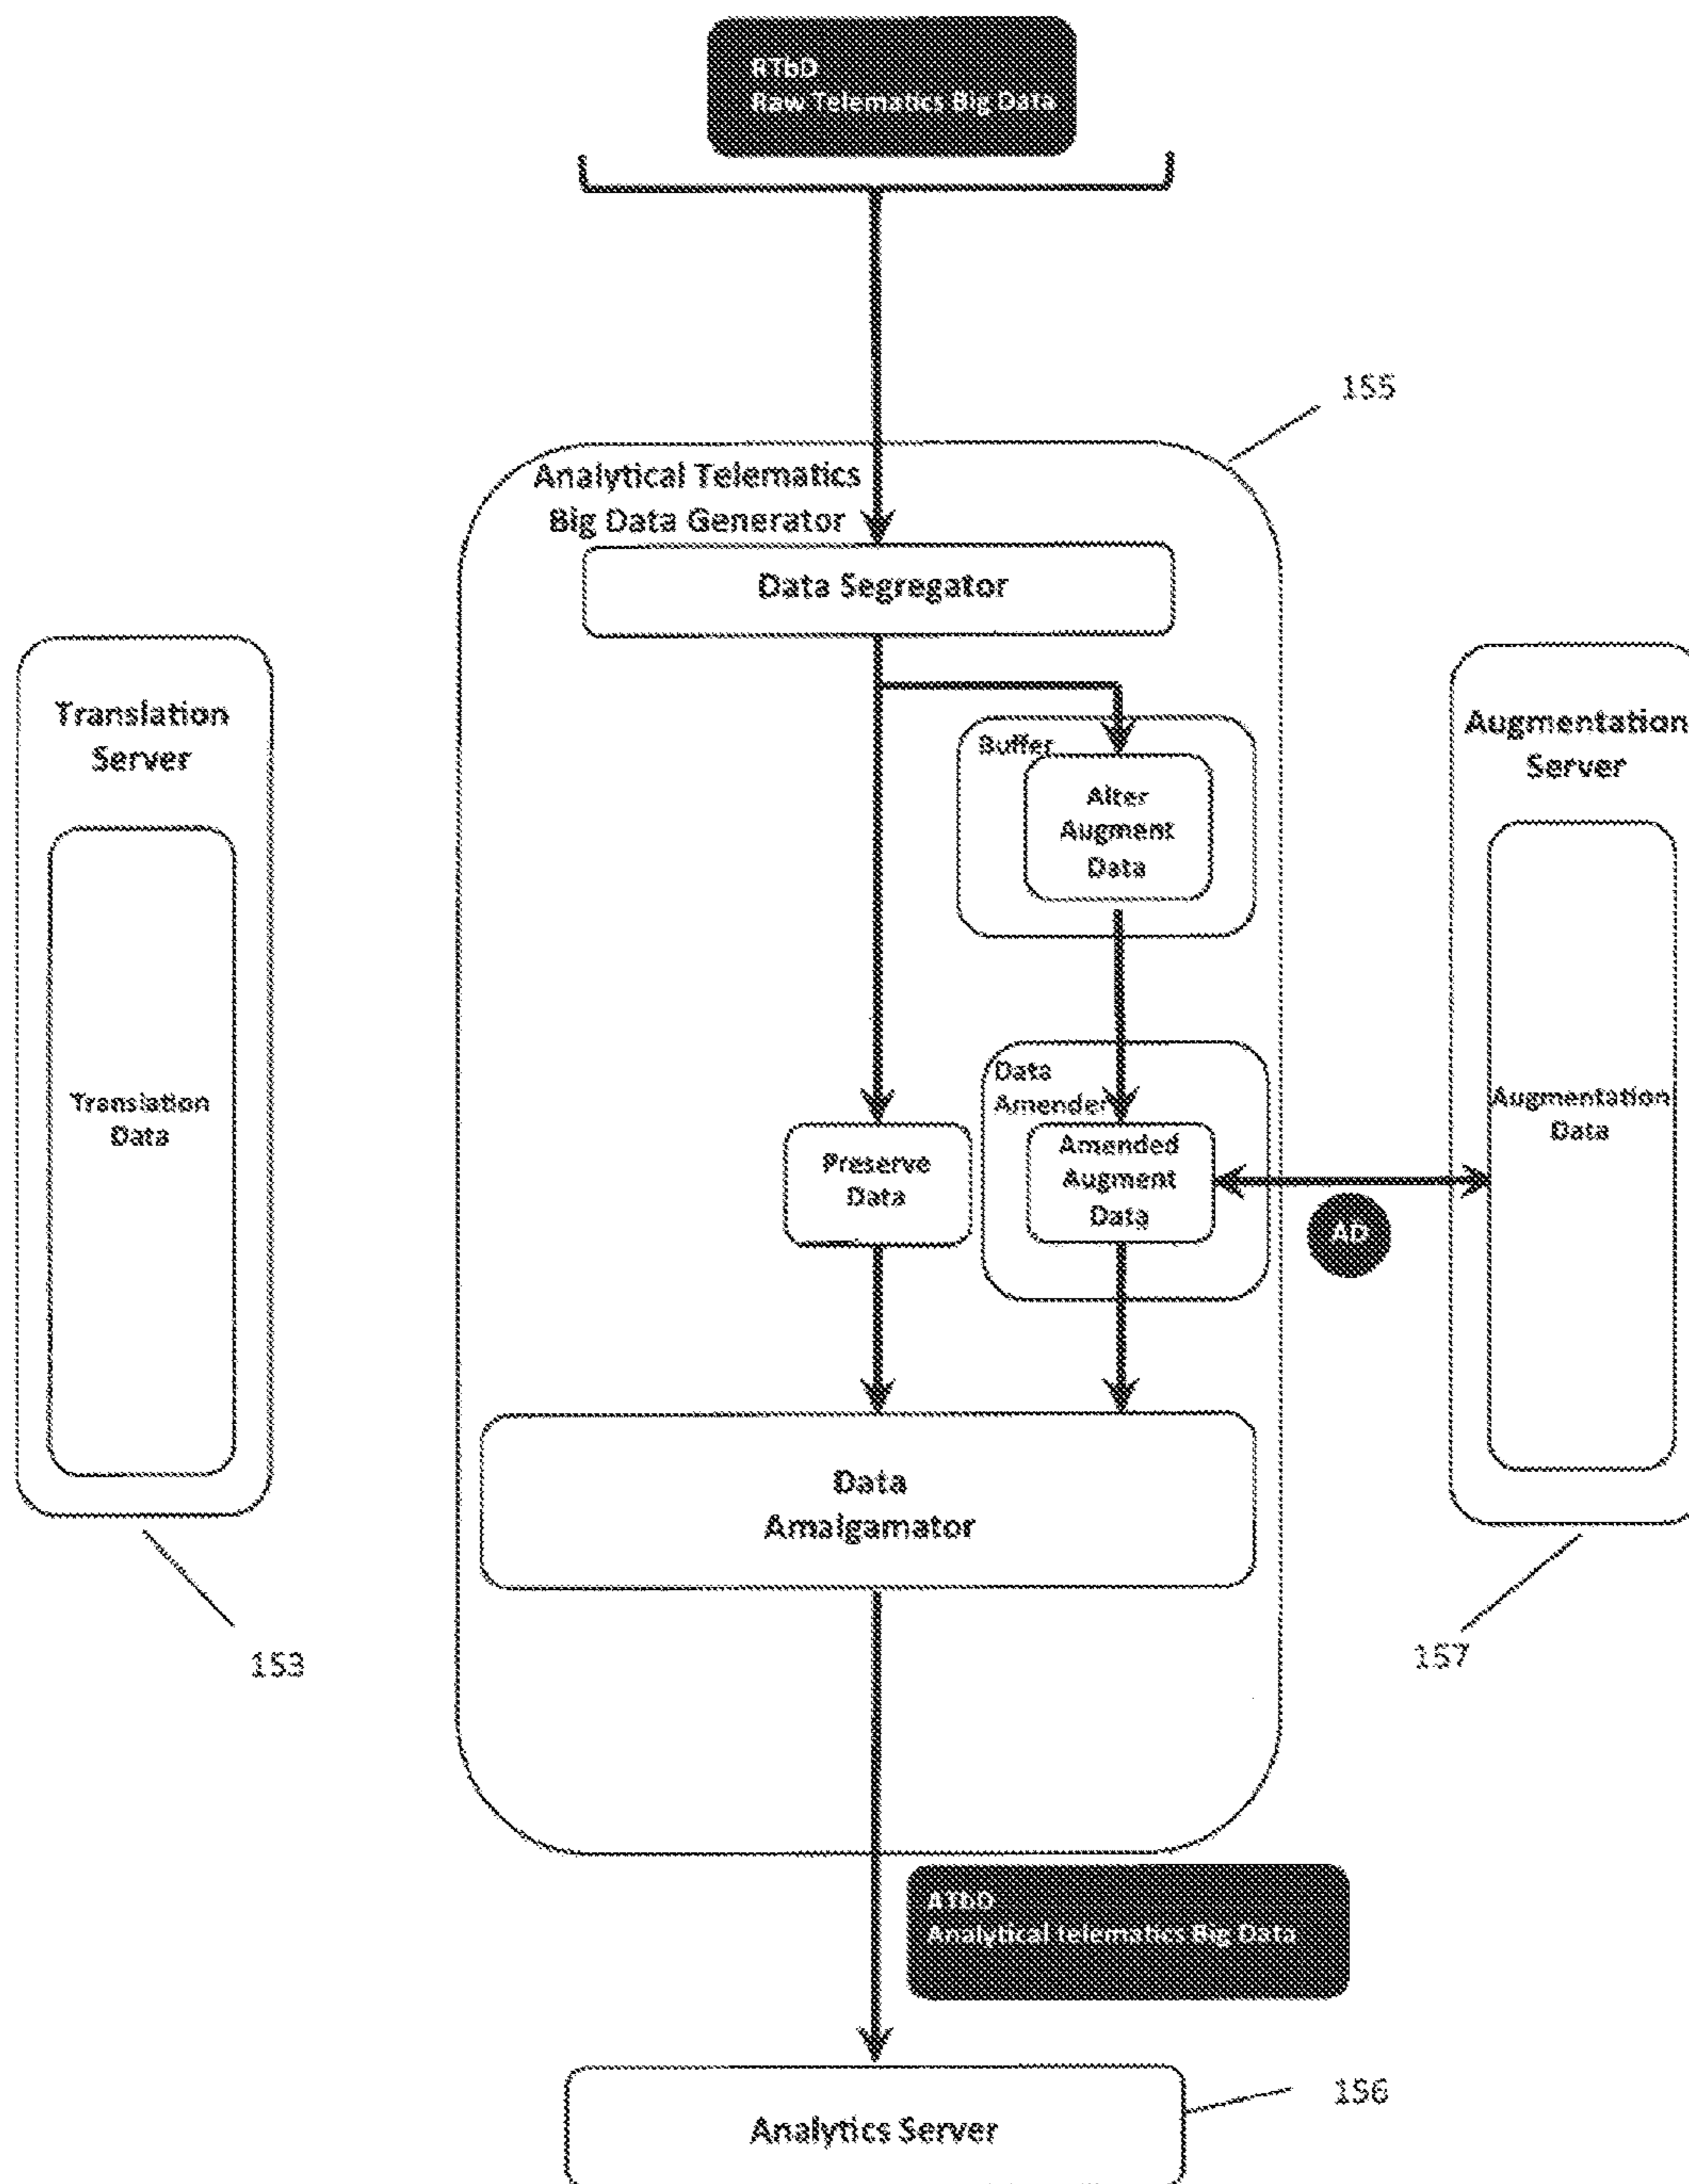 RTbD
Raw Telematics Big Data
155
Analytical Telematics
Big Data Generator
Data Segregator
Translation
Server
Translation
Data
153
Buffer
Alter
Augment
Data
Data
Amender
Preserve
Data
Amended
Augment
Data
AD
Augmentation
Server
Augmentation
Data
157
Data
Amalgamator
ATbD
Analytical telematics Big Data
Analytics Server
156